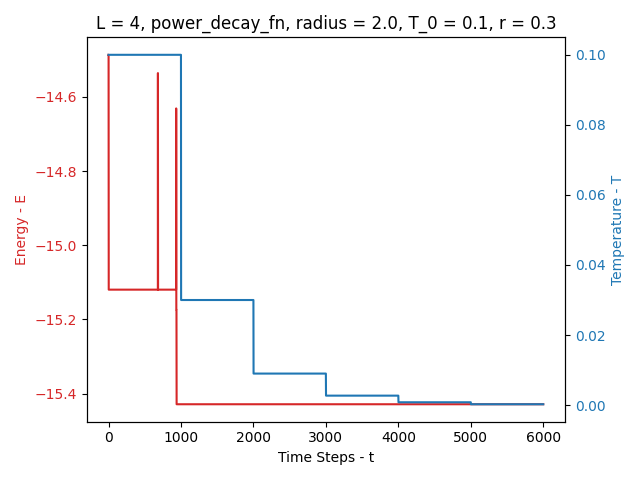 L = 4, power_decay_fn, radius = 2.0, T_0 = 0.1, r = 0.3
Energy - E
−14.6
−14.8
−15.0
−15.2
−15.4
0.10
0.08
0.06
0.04
0.02
0.00
Temperature - T
0 1000 2000 3000 4000 5000 6000
Time Steps - t